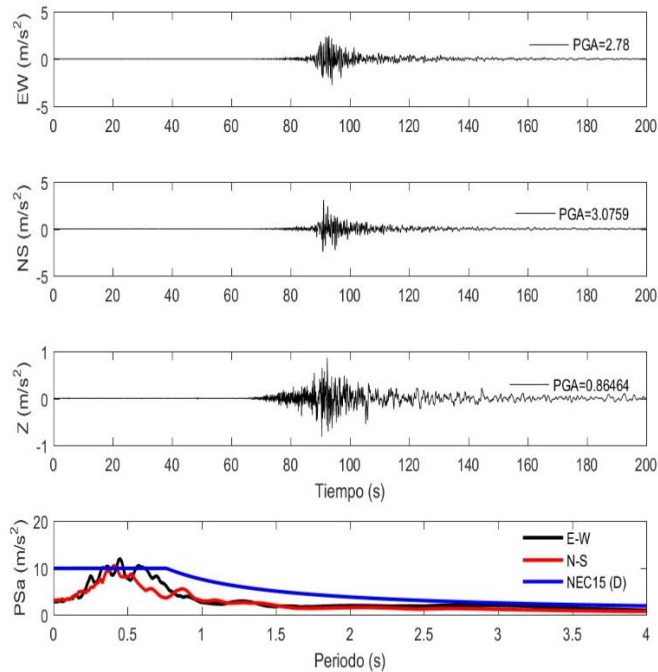 5
0
-5
EW (m/s²)
PGA=2.78
0 20 40 60 80 100 120 140 160 180 200
5
0
-5
NS (m/s²)
PGA=3.0759
0 20 40 60 80 100 120 140 160 180 200
1
0
-1
Z (m/s²)
PGA=0.86464
0 20 40 60 80 100 120 140 160 180 200
Tiempo (s)
20
10
0
PSa (m/s²)
E-W
N-S
NEC15 (D)
0 0.5 1 1.5 2 2.5 3 3.5 4
Periodo (s)